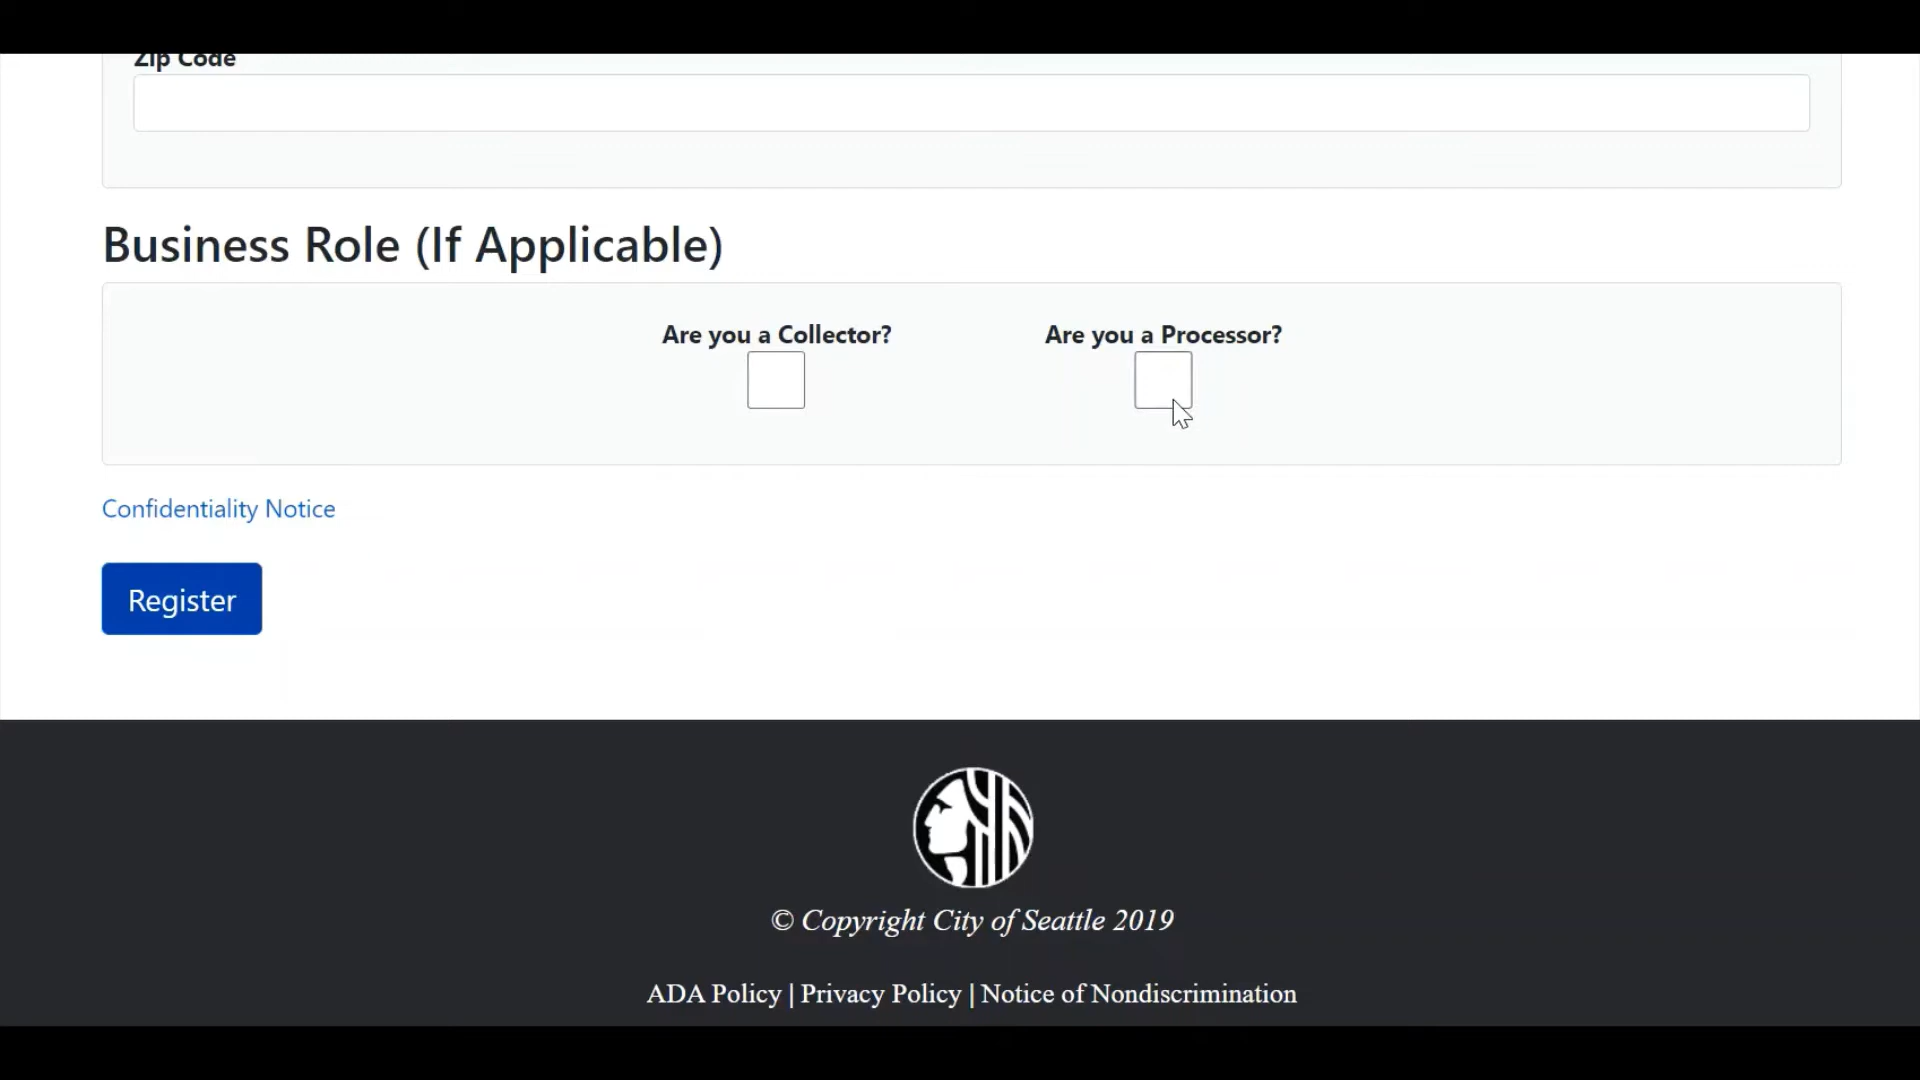 Zip Code
Business Role (If Applicable)
Are you a Collector? Are you a Processor?
Confidentiality Notice
Register
© Copyright City of Seattle 2019
ADA Policy | Privacy Policy | Notice of Nondiscrimination